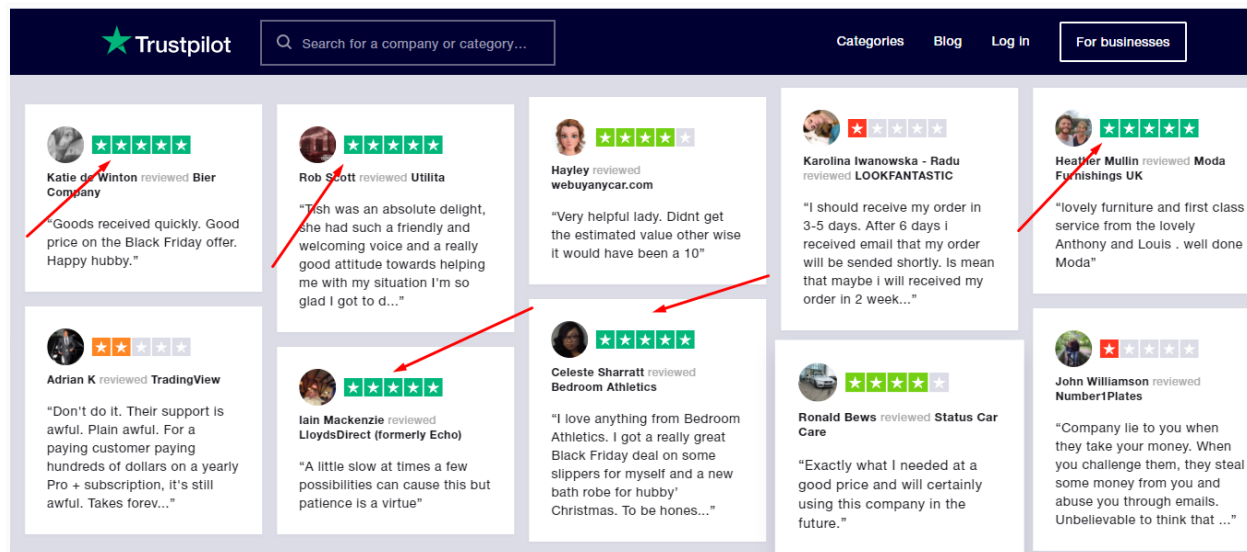 Trustpilot
Search for a company or category...
Categories
Blog
Log in
For businesses
Katie de Winton reviewed Bier
Company
“Goods received quickly. Good
price on the Black Friday offer.
Happy hubby.”
Adrian K reviewed TradingView
“Don't do it. Their support is
awful. Plain awful. For a
paying customer paying
hundreds of dollars on a yearly
Pro + subscription, it's still
awful. Takes forev...”
Rob Scott reviewed Utilita
“Tish was an absolute delight,
she had such a friendly and
welcoming voice and a really
good attitude towards helping
me with my situation I'm so
glad I got to d...”
Iain Mackenzie reviewed
LloydsDirect (formerly Echo)
“A little slow at times a few
possibilities can cause this but
patience is a virtue”
Hayley reviewed
webuyanycar.com
“Very helpful lady. Didnt get
the estimated value other wise
it would have been a 10”
Celeste Sharratt reviewed
Bedroom Athletics
“I love anything from Bedroom
Athletics. I got a really great
Black Friday deal on some
slippers for myself and a new
bath robe for hubby’
Christmas. To be hones...”
Karolina Iwanowska - Radu
reviewed LOOKFANTASTIC
“I should receive my order in
3-5 days. After 6 days i
received email that my order
will be sended shortly. Is mean
that maybe i will received my
order in 2 week...”
Ronald Bews reviewed Status Car
Care
“Exactly what I needed at a
good price and will certainly
using this company in the
future.”
Heather Mullin reviewed Moda
Furnishings UK
“lovely furniture and first class
service from the lovely
Anthony and Louis . well done
Moda”
John Williamson reviewed
Number1Plates
“Company lie to you when
they take your money. When
you challenge them, they steal
some money from you and
abuse you through emails.
Unbelievable to think that ...”